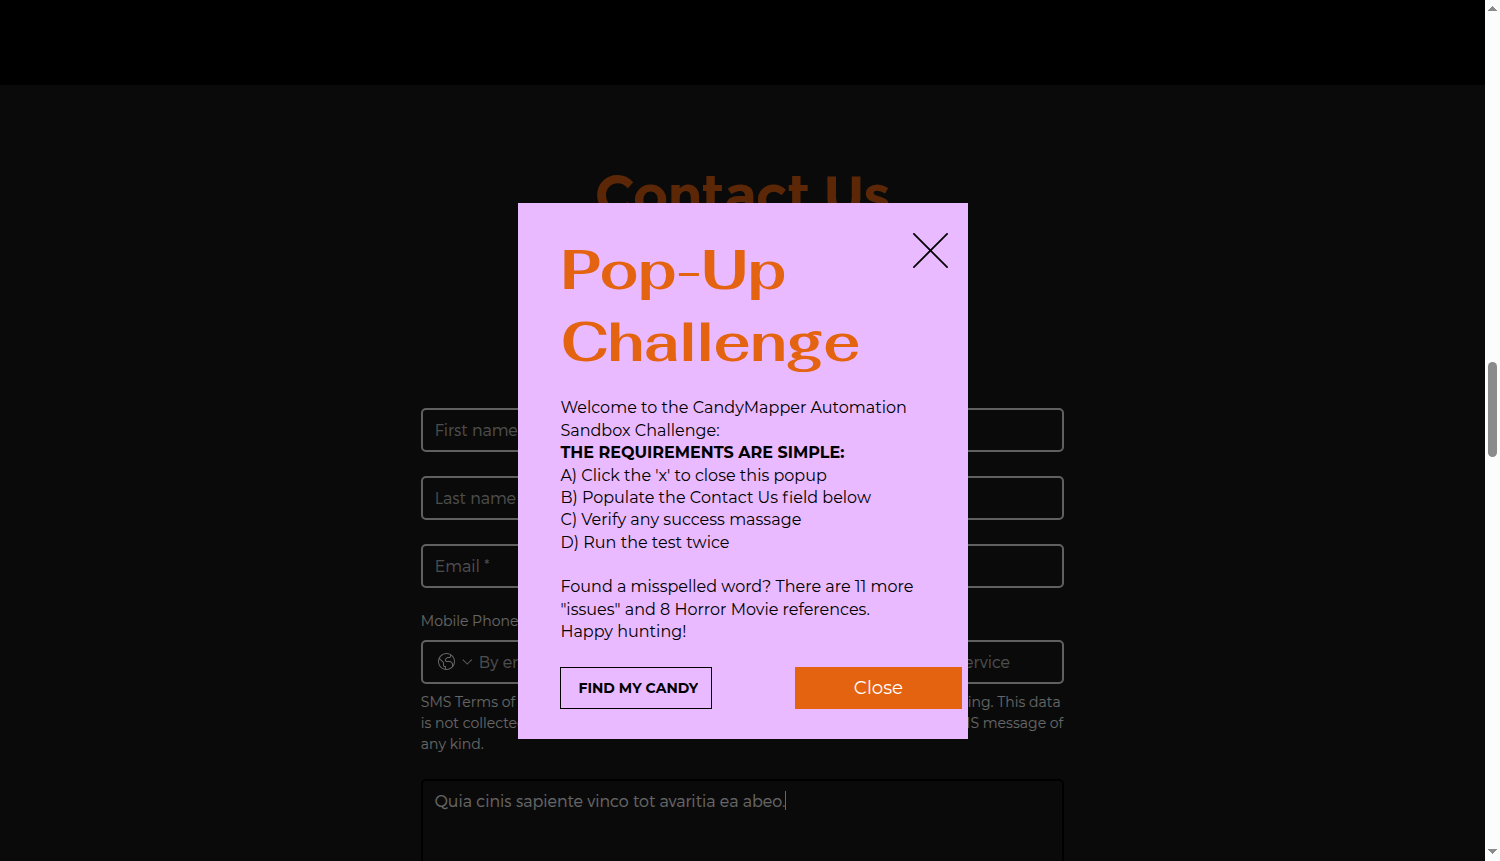 Contact Us
Pop-Up
Challenge
Welcome to the CandyMapper Automation
Sandbox Challenge:
THE REQUIREMENTS ARE SIMPLE:
A) Click the 'x' to close this popup
B) Populate the Contact Us field below
C) Verify any success massage
D) Run the test twice
Found a misspelled word? There are 11 more
"issues" and 8 Horror Movie references.
Happy hunting!
FIND MY CANDY
Close
First name
Last name
Email *
Mobile Phone
By
SMS Terms of
ing. This data
is not
message of
any kind.
Quia cinis sapiente vinco tot avaritia ea abeo.